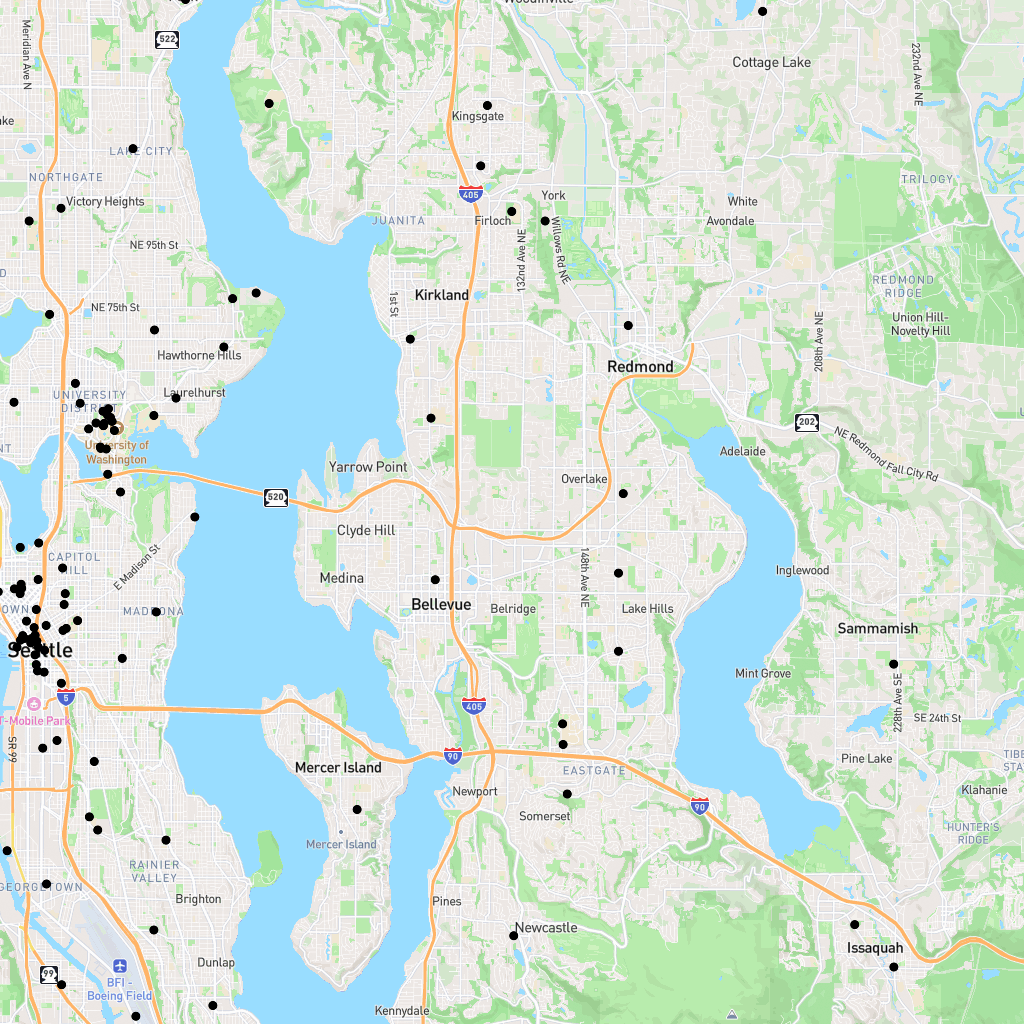 Woodinville
Meridian Ave N
522
232nd Ave NE
Cottage Lake
Kingsgate
LAKE CITY
NORTHGATE
TRILOGY
405
Victory Heights
York
White
Avondale
JUANITA
Firloch
132nd Ave NE
Willows Rd NE
NE 95th St
REDMOND
RIDGE
1st St
Kirkland
NE 75th St
208th Ave NE
Union Hill-
Novelty Hill
Hawthorne Hills
Redmond
UNIVERSITY
DISTRICT
Laurelhurst
202
University of
Washington
NE Redmond Fall City Rd
Adelaide
Yarrow Point
Overlake
520
Clyde Hill
CAPITOL
HILL
E Madison St
148th Ave NE
Inglewood
Medina
Bellevue
Belridge
Lake Hills
MADRONA
Sammamish
Seattle
Mint Grove
228th Ave SE
5
405
T-Mobile Park
SE 24th St
SR 99
90
Pine Lake
Mercer Island
EASTGATE
Newport
Klahanie
90
Somerset
HUNTER'S
RIDGE
Mercer Island
RAINIER
VALLEY
GEORGETOWN
Brighton
Pines
Newcastle
Issaquah
Dunlap
99
BFI -
Boeing Field
Kennydale